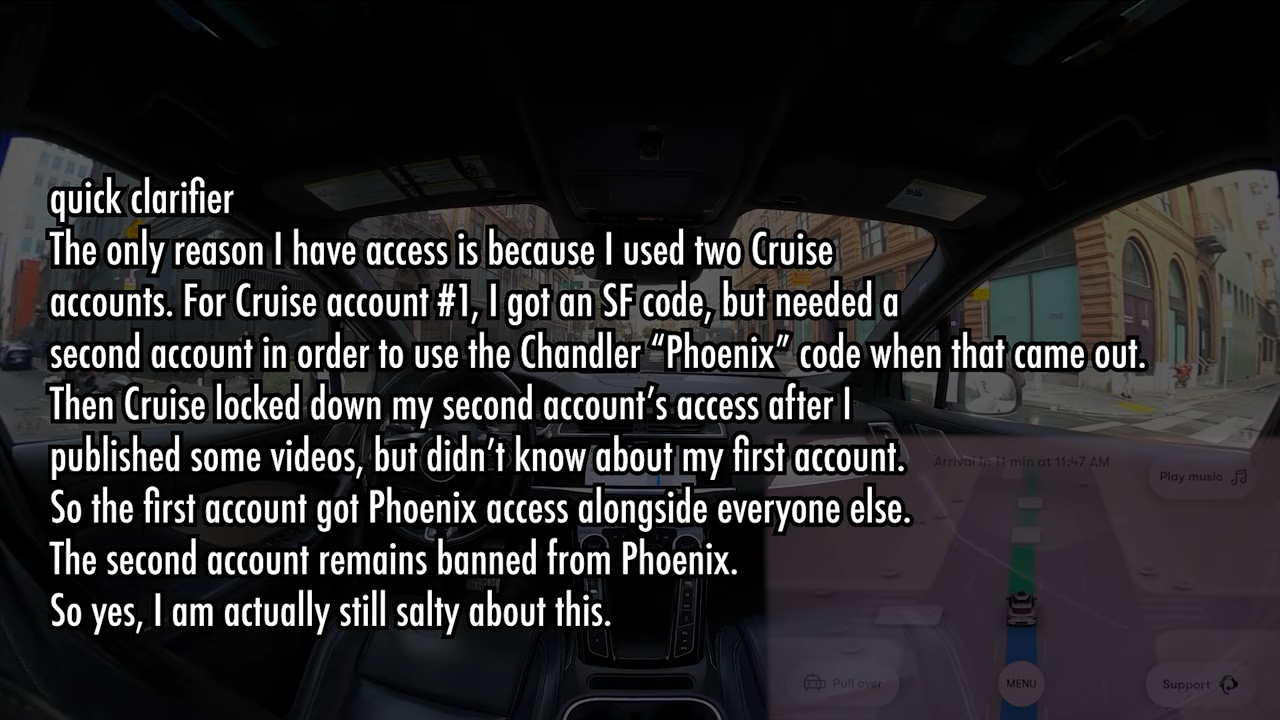 quick clarifier
The only reason I have access is because I used two Cruise
accounts. For Cruise account #1, I got an SF code, but needed a
second account in order to use the Chandler “Phoenix” code when that came out.
Then Cruise locked down my second account’s access after I
published some videos, but didn’t know about my first account.
So the first account got Phoenix access alongside everyone else.
The second account remains banned from Phoenix.
So yes, I am actually still salty about this.
Arrival in 11 min at 11:47 AM
Play music
Pull over
MENU
Support